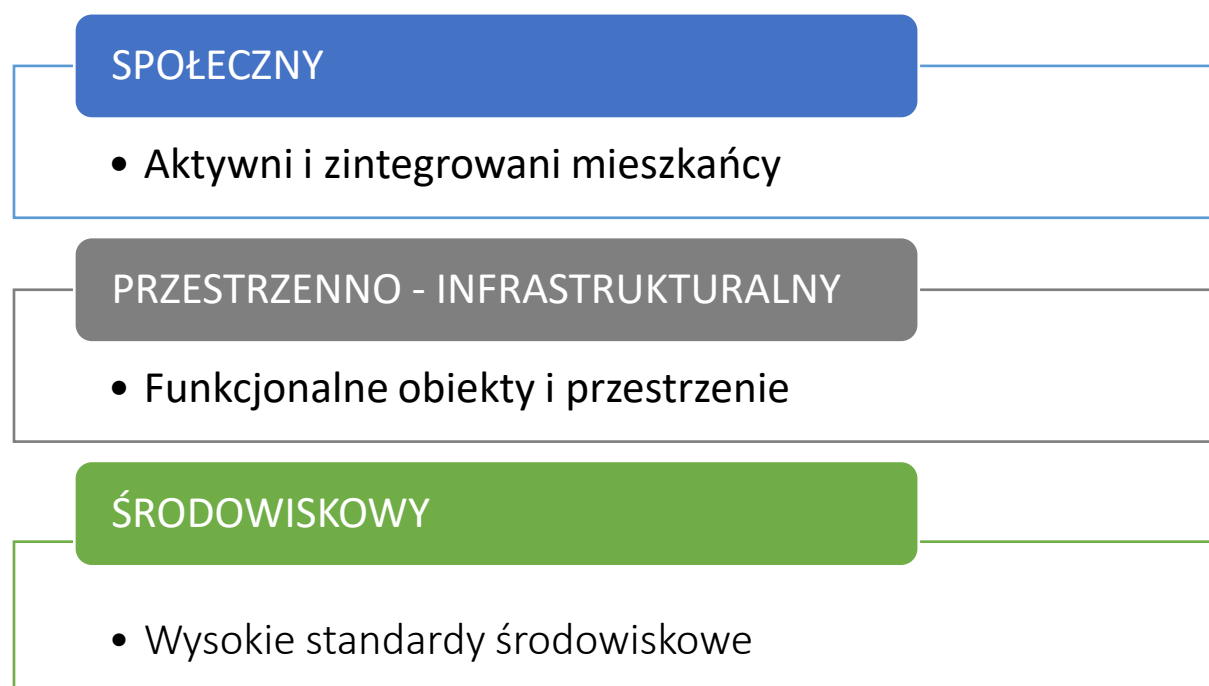 SPOŁECZNY
• Aktywni i zintegrowani mieszkańcy
PRZESTRZENNO - INFRASTRUKTURALNY
• Funkcjonalne obiekty i przestrzenie
ŚRODOWISKOWY
• Wysokie standardy środowiskowe